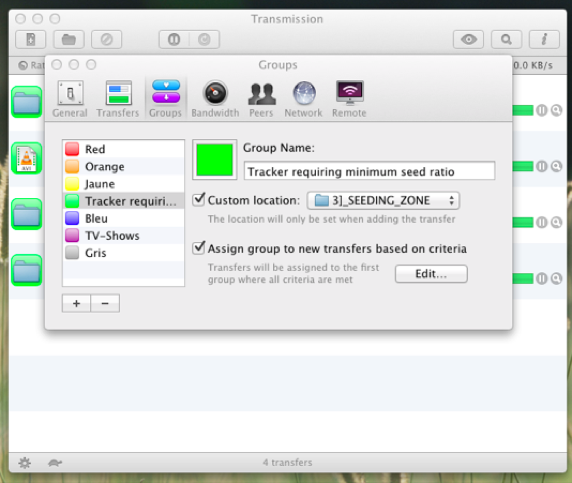 Transmission
Ra
0.0 KB/s
Groups
General Transfers Groups Bandwidth Peers Network Remote
Red
Orange
Jaune
Tracker requiri...
Bleu
TV-Shows
Gris
+ −
Group Name:
Tracker requiring minimum seed ratio
Custom location: 3]_SEEDING_ZONE
The location will only be set when adding the transfer
Assign group to new transfers based on criteria
Transfers will be assigned to the first
group where all criteria are met
Edit...
4 transfers